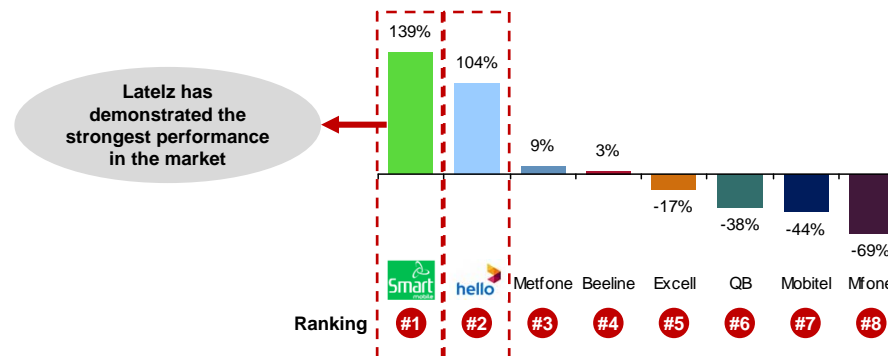 139%
104%
9%
3%
-17%
-38%
-44%
-69%
Latelz has
demonstrated the
strongest performance
in the market
Smart
mobile
hello
Metfone Beeline Excell QB Mobitel Mfone
Ranking #1 #2 #3 #4 #5 #6 #7 #8